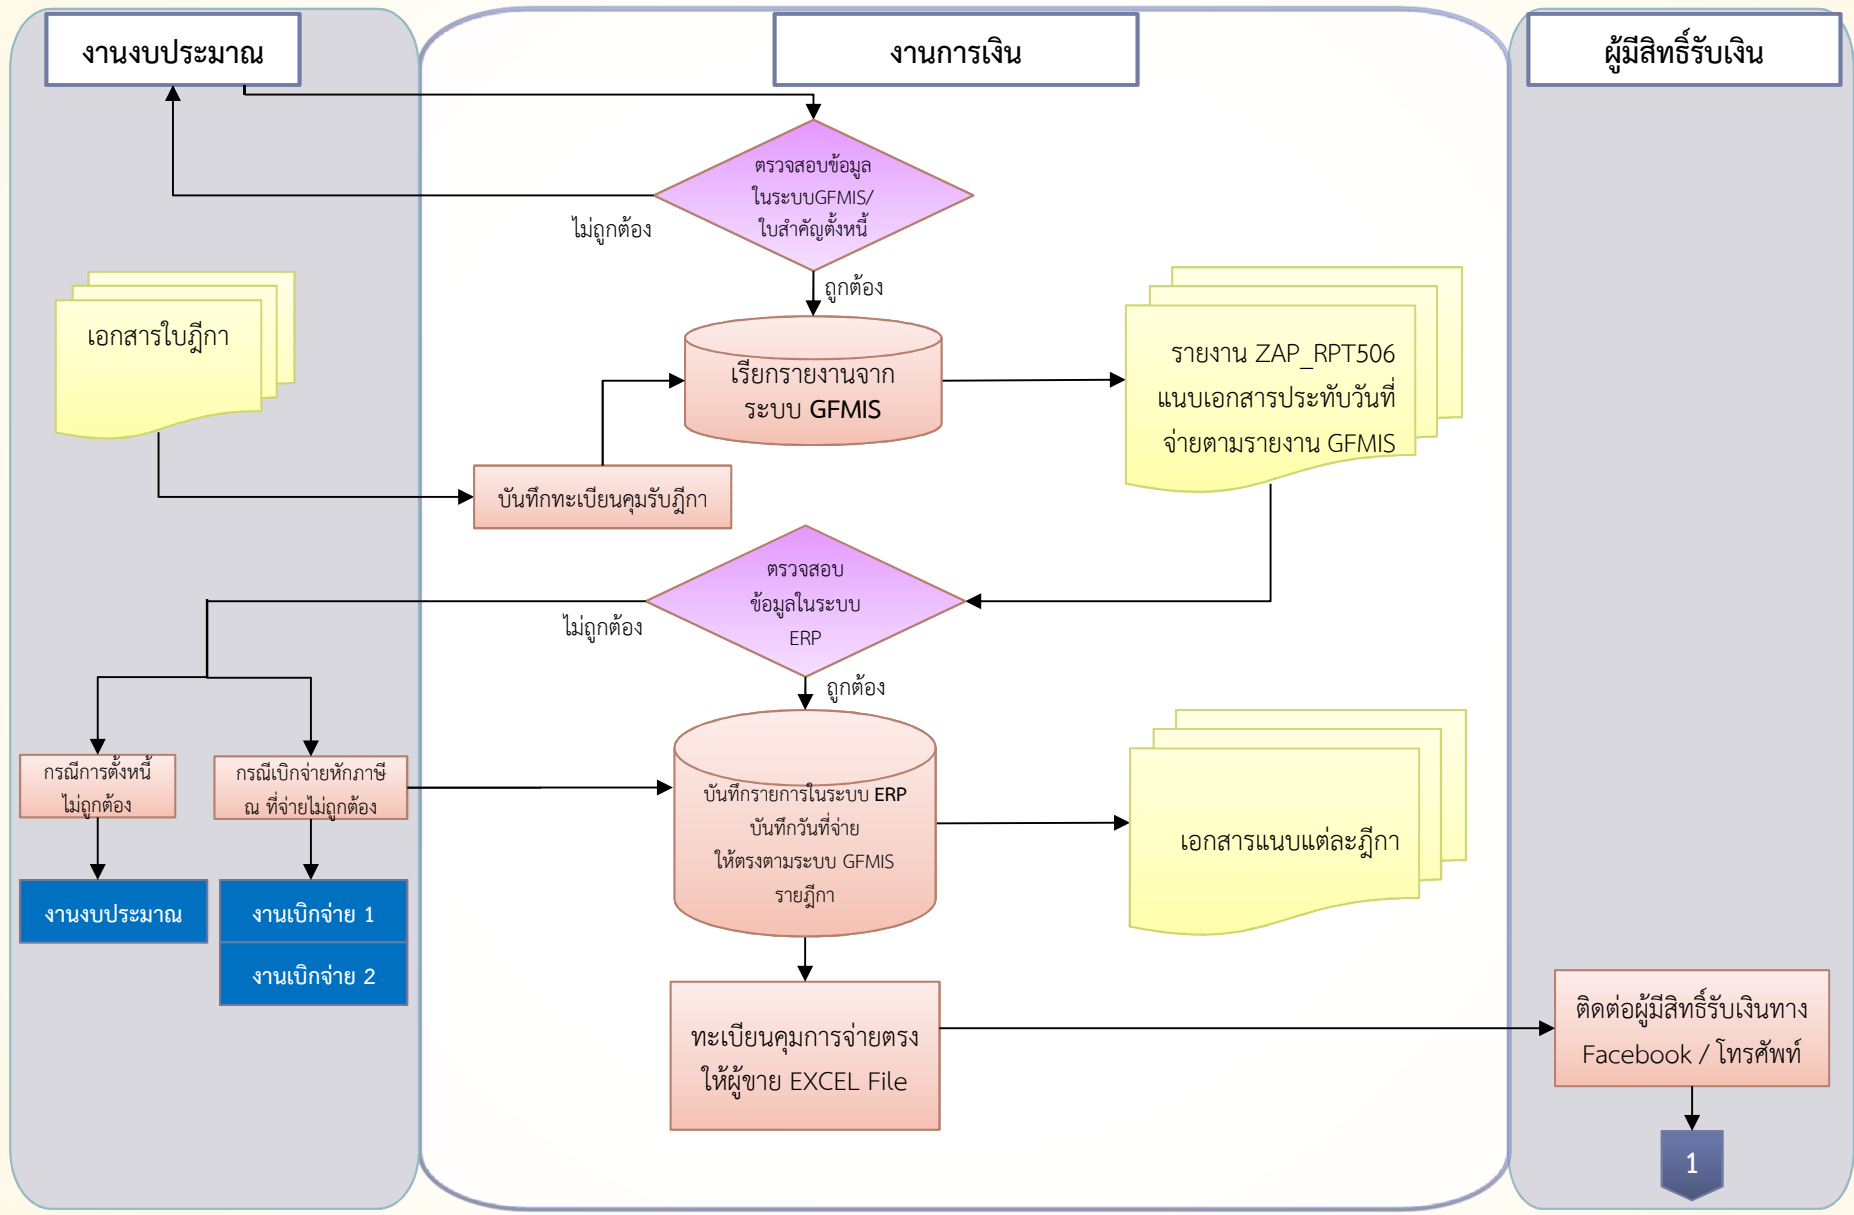 งานงบประมาณ
งานการเงิน
ผู้มีสิทธิ์รับเงิน
ตรวจสอบข้อมูล
ในระบบGFMIS/
ใบสำคัญตั้งหนี้
ไม่ถูกต้อง
ถูกต้อง
เอกสารใบฎีกา
เรียกรายงานจาก
ระบบ GFMIS
รายงาน ZAP_RPT506
แนบเอกสารประทับวันที่
จ่ายตามรายงาน GFMIS
บันทึกทะเบียนคุมรับฎีกา
ตรวจสอบ
ข้อมูลในระบบ
ERP
ไม่ถูกต้อง
ถูกต้อง
กรณีการตั้งหนี้
ไม่ถูกต้อง
กรณีเบิกจ่ายหักภาษี
ณ ที่จ่ายไม่ถูกต้อง
บันทึกรายการในระบบ ERP
บันทึกวันที่จ่าย
ให้ตรงตามระบบ GFMIS
รายฎีกา
เอกสารแนบแต่ละฎีกา
งานงบประมาณ
งานเบิกจ่าย 1
งานเบิกจ่าย 2
ทะเบียนคุมการจ่ายตรง
ให้ผู้ขาย EXCEL File
ติดต่อผู้มีสิทธิ์รับเงินทาง
Facebook / โทรศัพท์
1